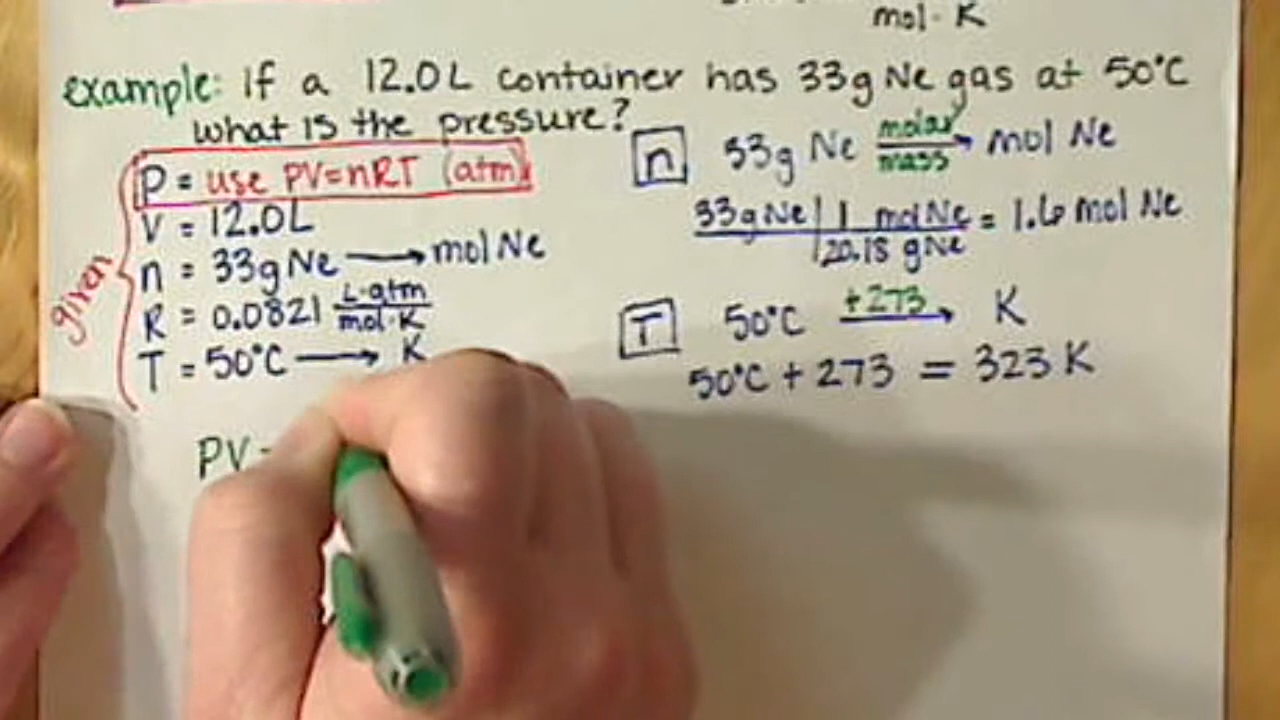 mol · K
example: If a 12.0L container has 33g Ne gas at 50°C
what is the pressure?
given
P = use PV=nRT (atm)
V = 12.0L
n = 33g Ne → mol Ne
R = 0.0821 L·atm / mol·K
T = 50°C → K
n 33g Ne molar mass → mol Ne
33g Ne | 1 mol Ne = 1.6 mol Ne
20.18 g Ne
T 50°C +273 → K
50°C + 273 = 323 K
PV -